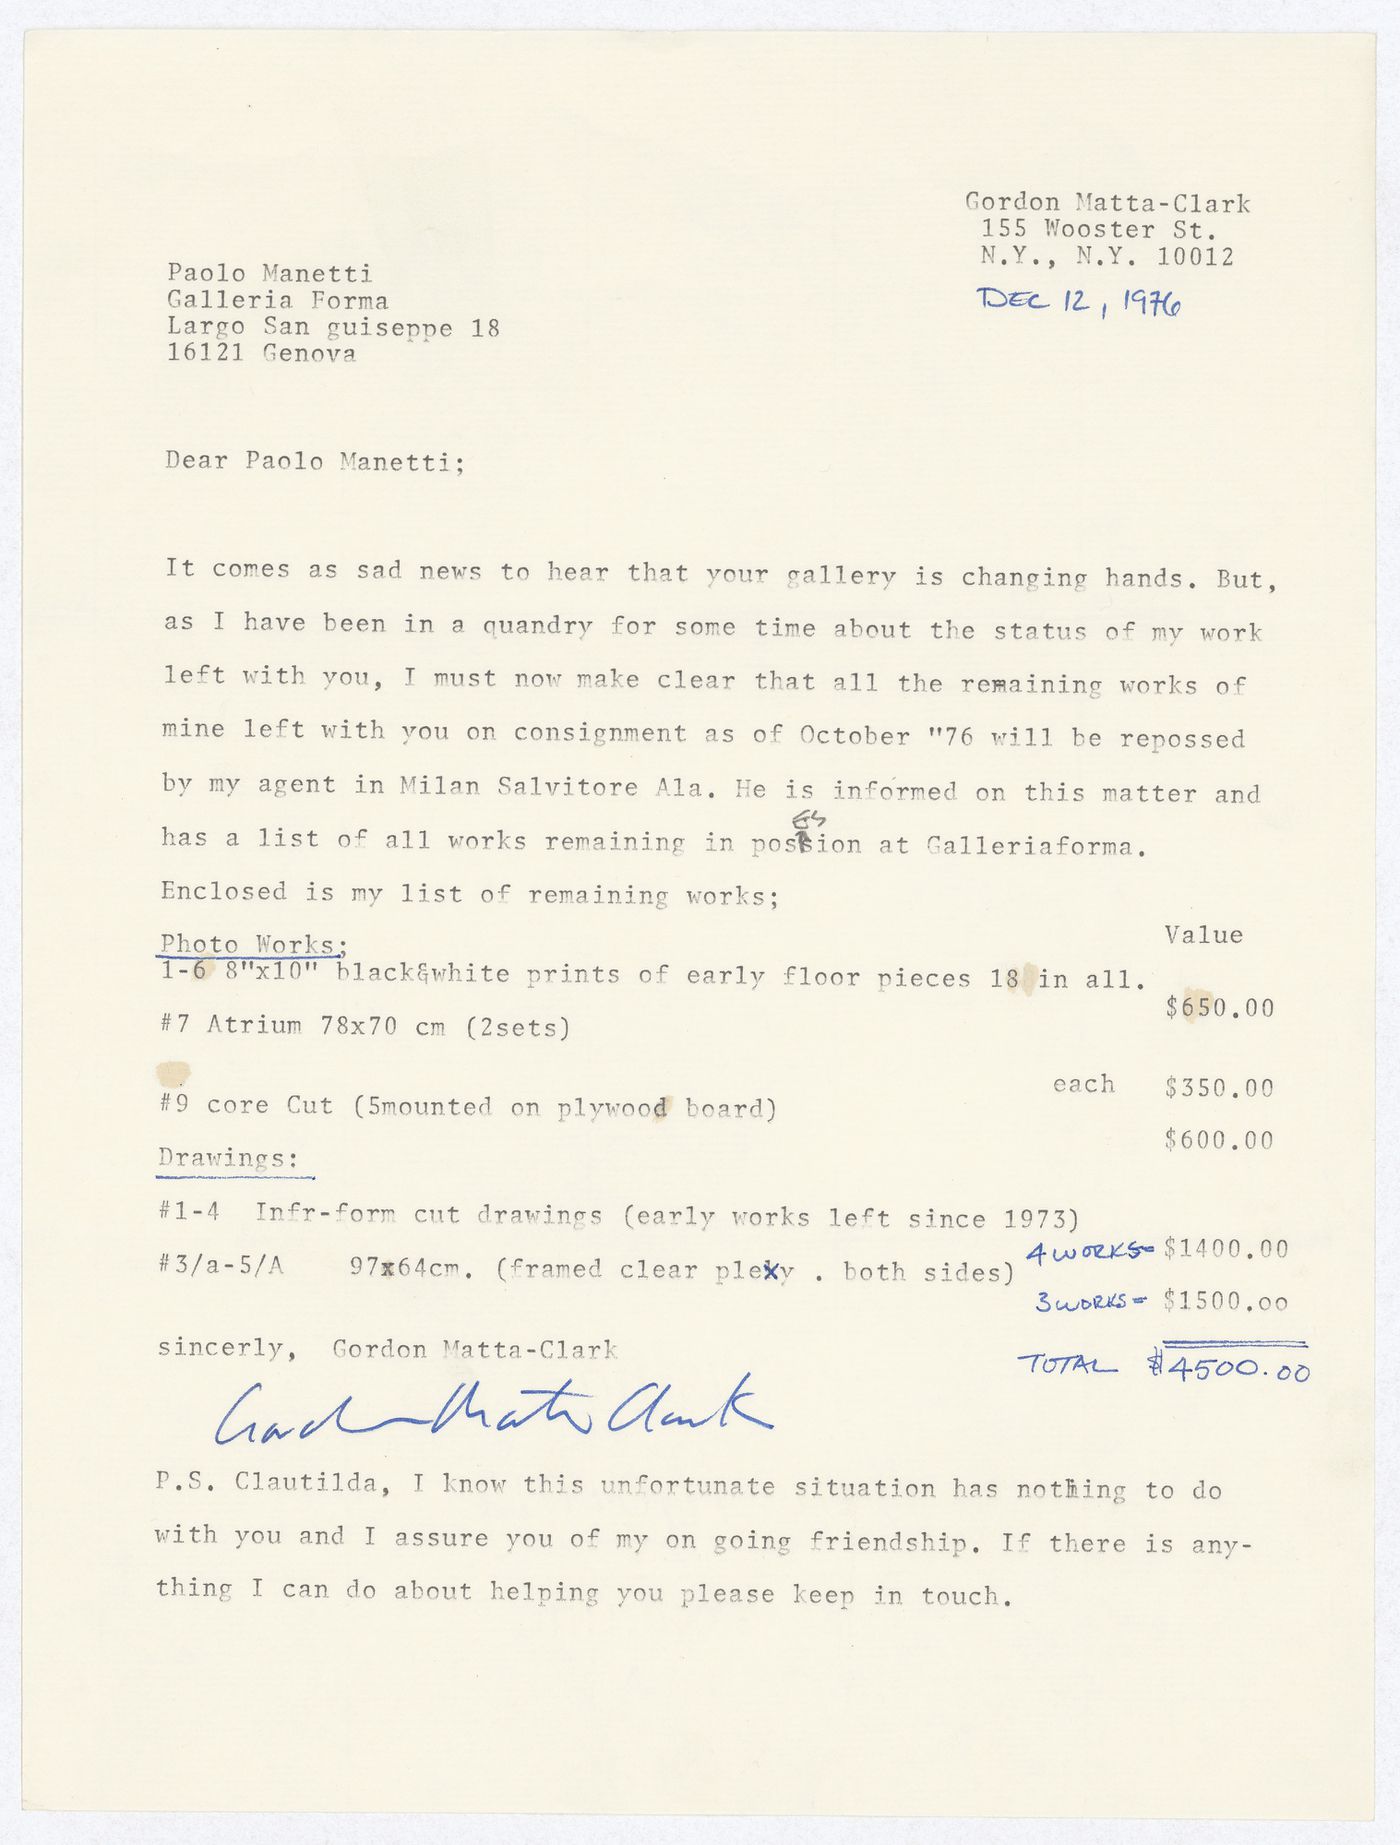 Gordon Matta-Clark
155 Wooster St.
N.Y., N.Y. 10012
DEC 12, 1976
Paolo Manetti
Galleria Forma
Largo San guiseppe 18
16121 Genova
Dear Paolo Manetti;
It comes as sad news to hear that your gallery is changing hands. But,
as I have been in a quandry for some time about the status of my work
left with you, I must now make clear that all the remaining works of
mine left with you on consignment as of October "76 will be repossed
by my agent in Milan Salvitore Ala. He is informed on this matter and
es
has a list of all works remaining in possion at Galleriaforma.
Enclosed is my list of remaining works;
Photo Works; Value
1-6 8"x10" black&white prints of early floor pieces 18 in all.
$650.00
#7 Atrium 78x70 cm (2sets)
each $350.00
#9 core Cut (5mounted on plywood board)
$600.00
Drawings:
#1-4 Infr-form cut drawings (early works left since 1973)
4 WORKS= $1400.00
#3/a-5/A 97x64cm. (framed clear plexy . both sides)
3 WORKS= $1500.oo
sincerly, Gordon Matta-Clark
TOTAL $4500.00
Gordon Matta Clark
P.S. Clautilda, I know this unfortunate situation has nothing to do
with you and I assure you of my on going friendship. If there is any-
thing I can do about helping you please keep in touch.